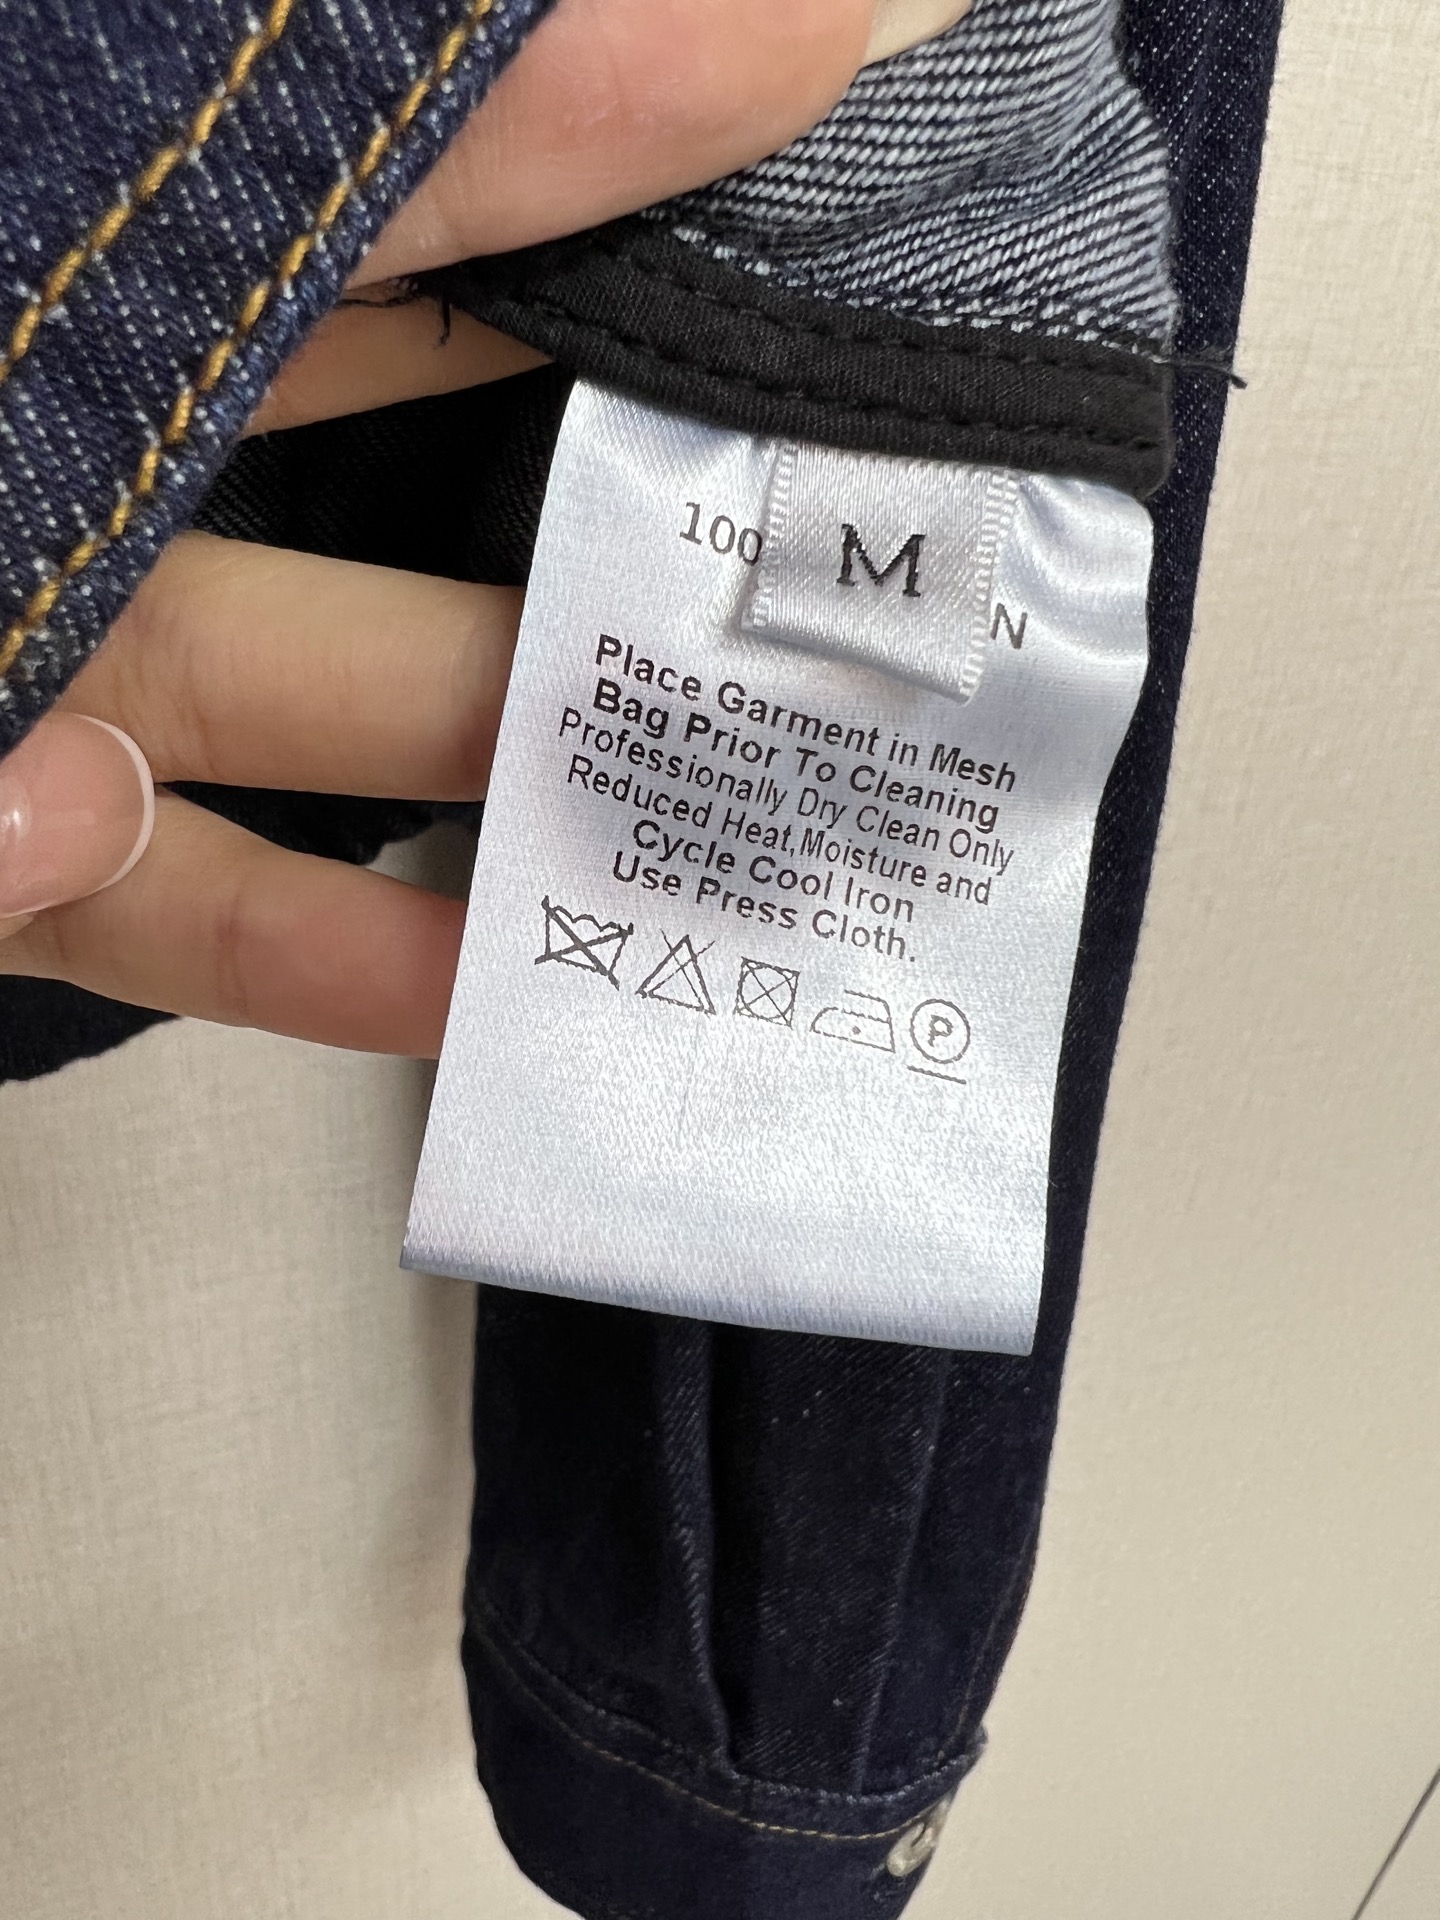 100
M
N
Place Garment in Mesh
Bag Prior To Cleaning
Professionally Dry Clean Only
Reduced Heat,Moisture and
Cycle Cool Iron
Use Press Cloth.
P